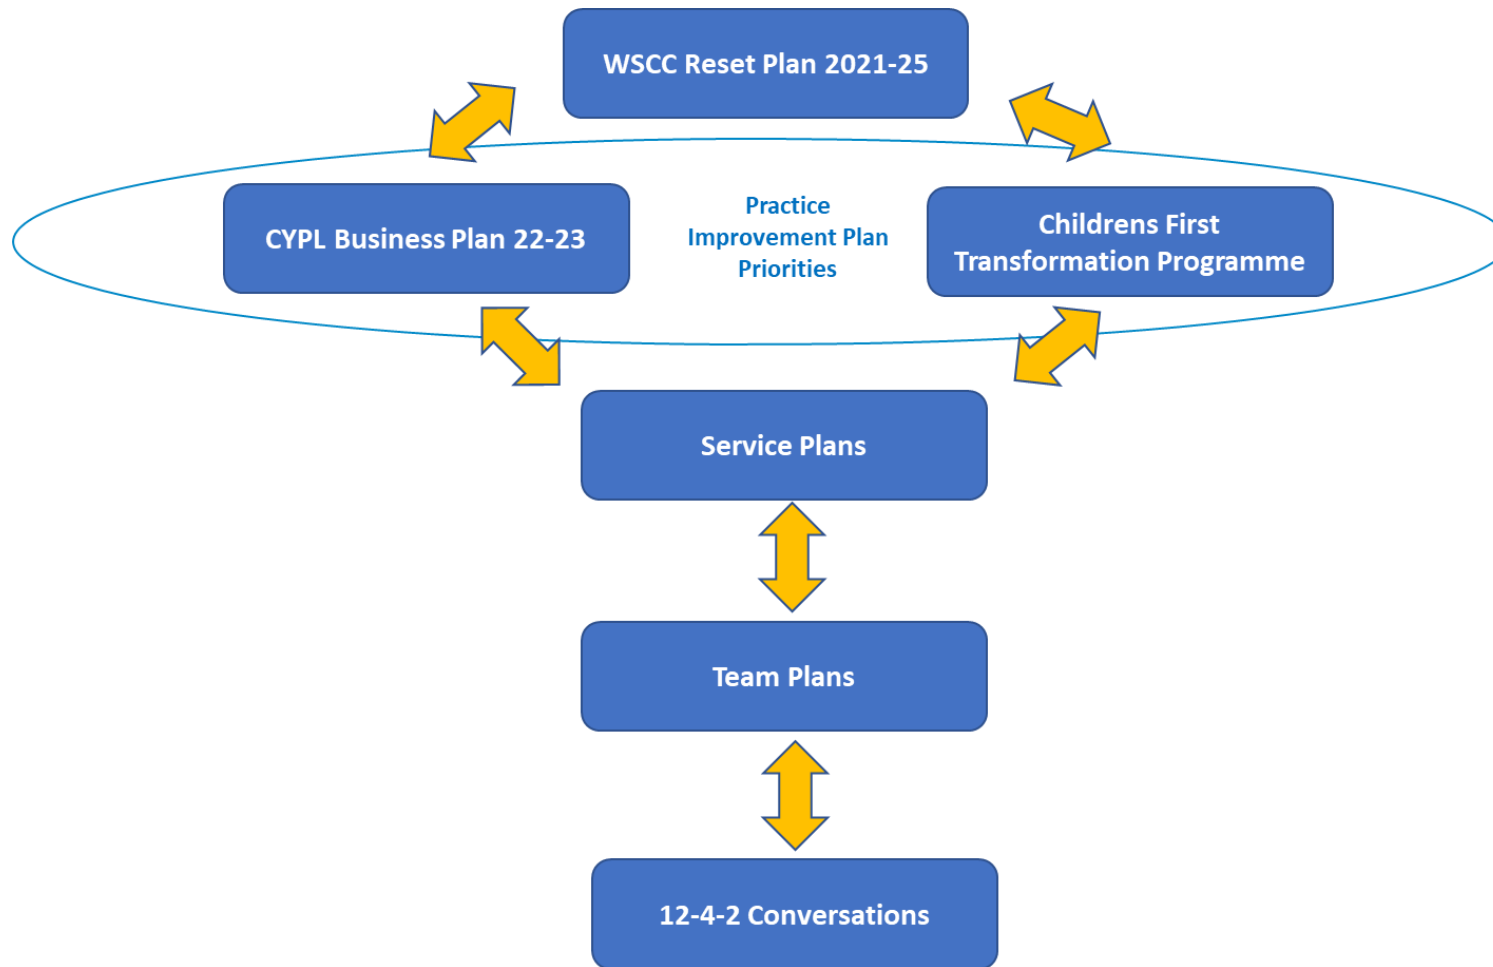 WSCC Reset Plan 2021-25
CYPL Business Plan 22-23
Practice
Improvement Plan
Priorities
Childrens First
Transformation Programme
Service Plans
Team Plans
12-4-2 Conversations